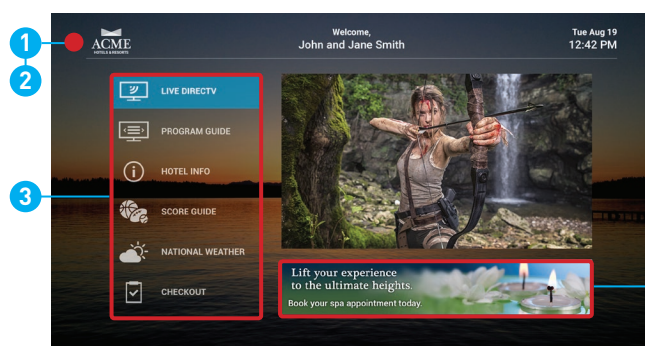 1
2
3
ACME
HOTELS & RESORTS
Welcome,
John and Jane Smith
Tue Aug 19
12:42 PM
LIVE DIRECTV
PROGRAM GUIDE
HOTEL INFO
SCORE GUIDE
NATIONAL WEATHER
CHECKOUT
Lift your experience
to the ultimate heights.
Book your spa appointment today.